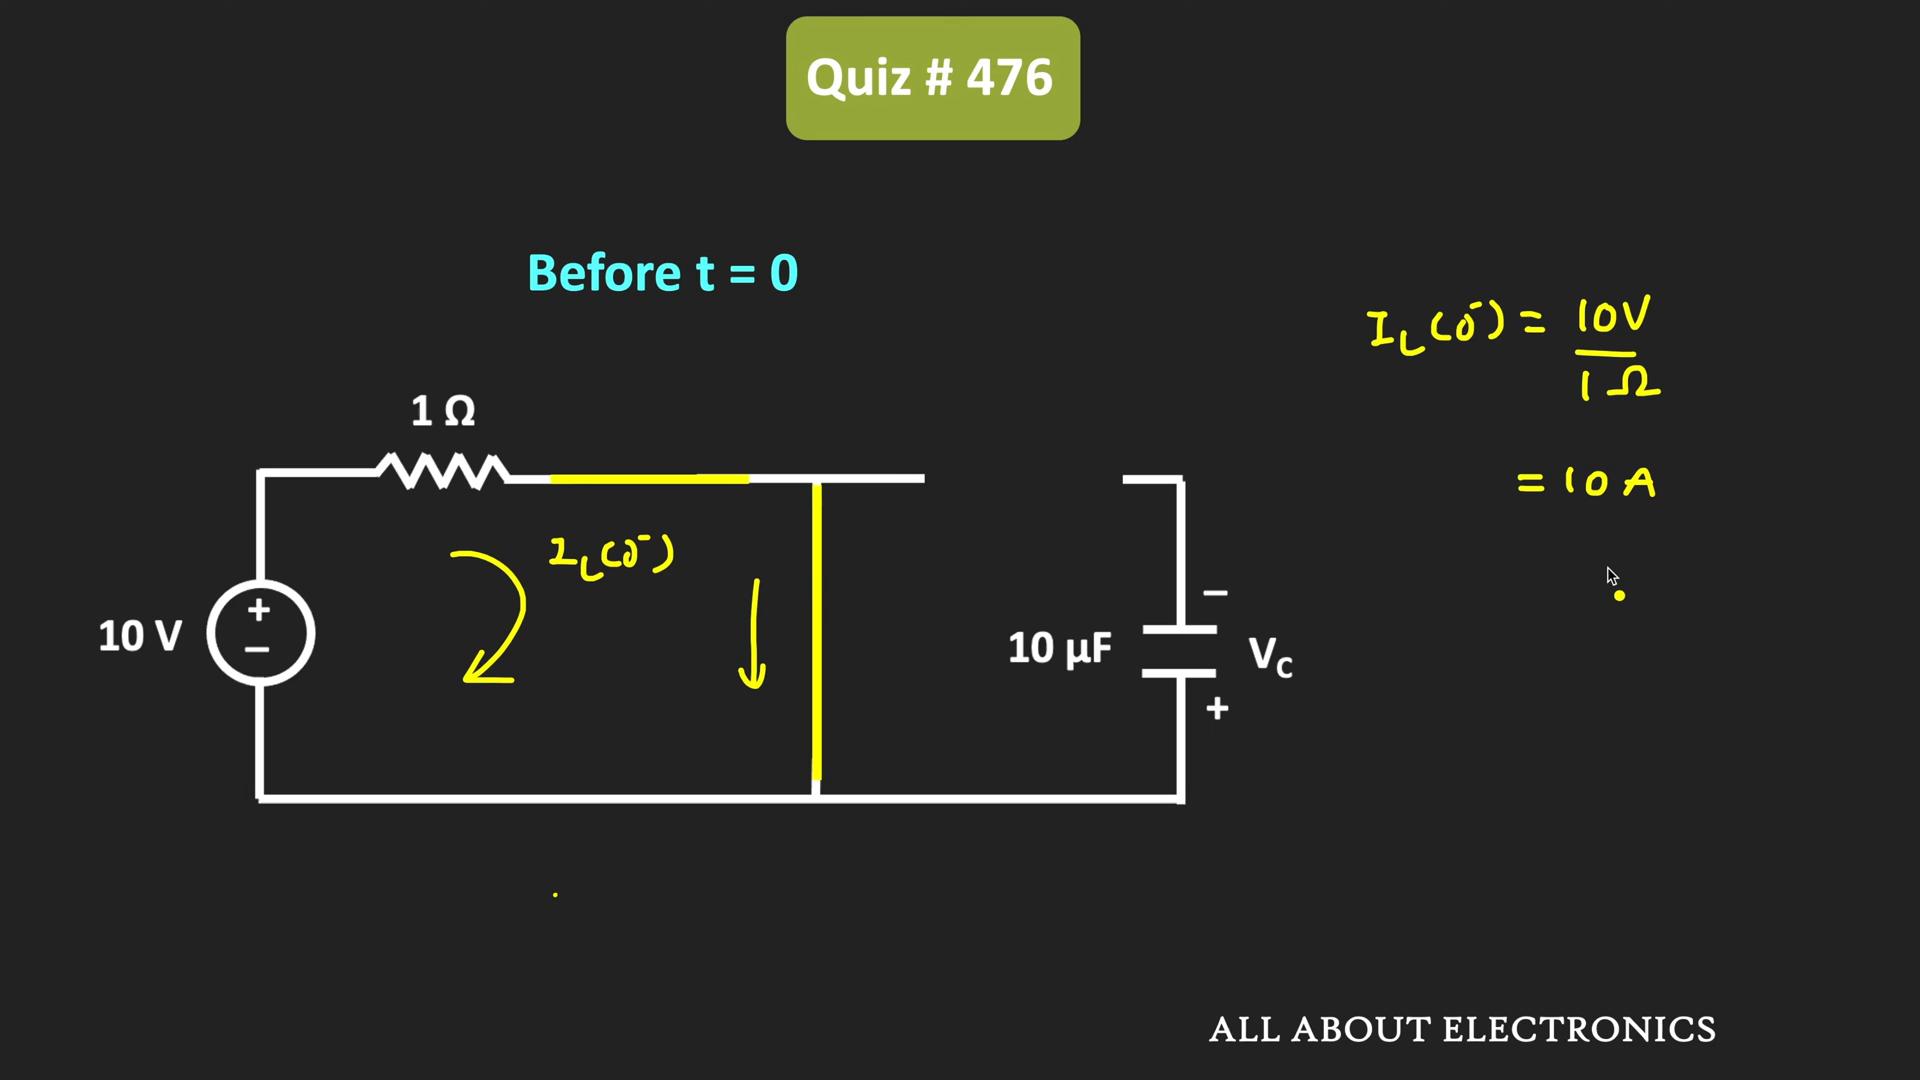 Quiz # 476
Before t = 0
I_L(0⁻) = 10V
1 Ω
= 10 A
1 Ω
I_L(0⁻)
+
−
10 V
−
10 µF
V_C
+
ALL ABOUT ELECTRONICS